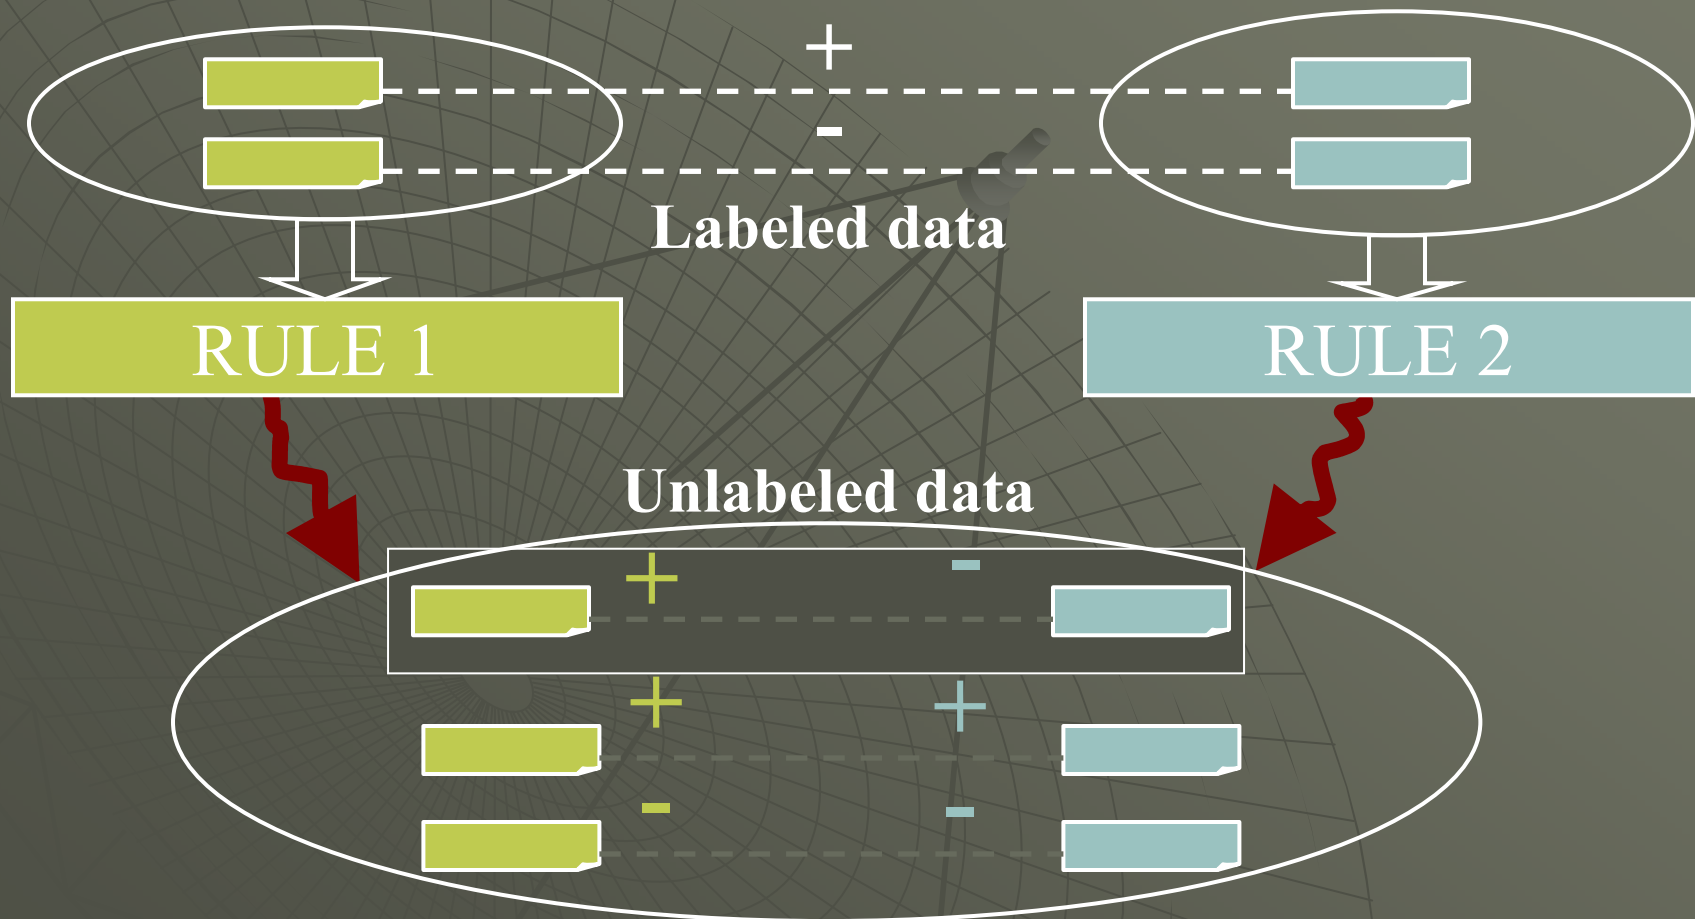 +
-
Labeled data
RULE 1
RULE 2
Unlabeled data
+ -
+ +
- -